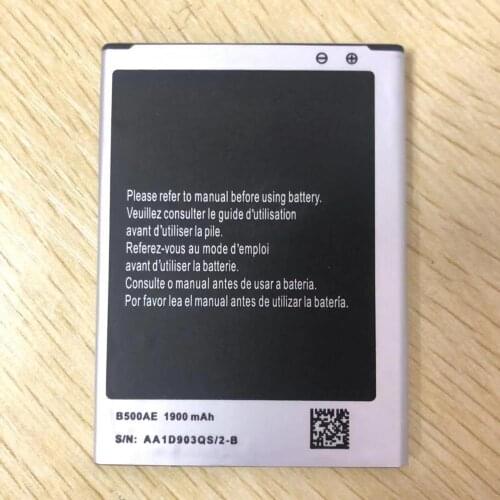 ⊖ ⊕
Please refer to manual before using battery.
Veuillez consulter le guide d'utilisation
avant d'utiliser la pile.
Referez-vous au mode d'emploi
avant d'utiliser la batterie.
Consulte o manual antes de usar a bateria.
Por favor lea el manual antes de utilizar la batería.
B500AE 1900 mAh
S/N: AA1D903QS/2-B